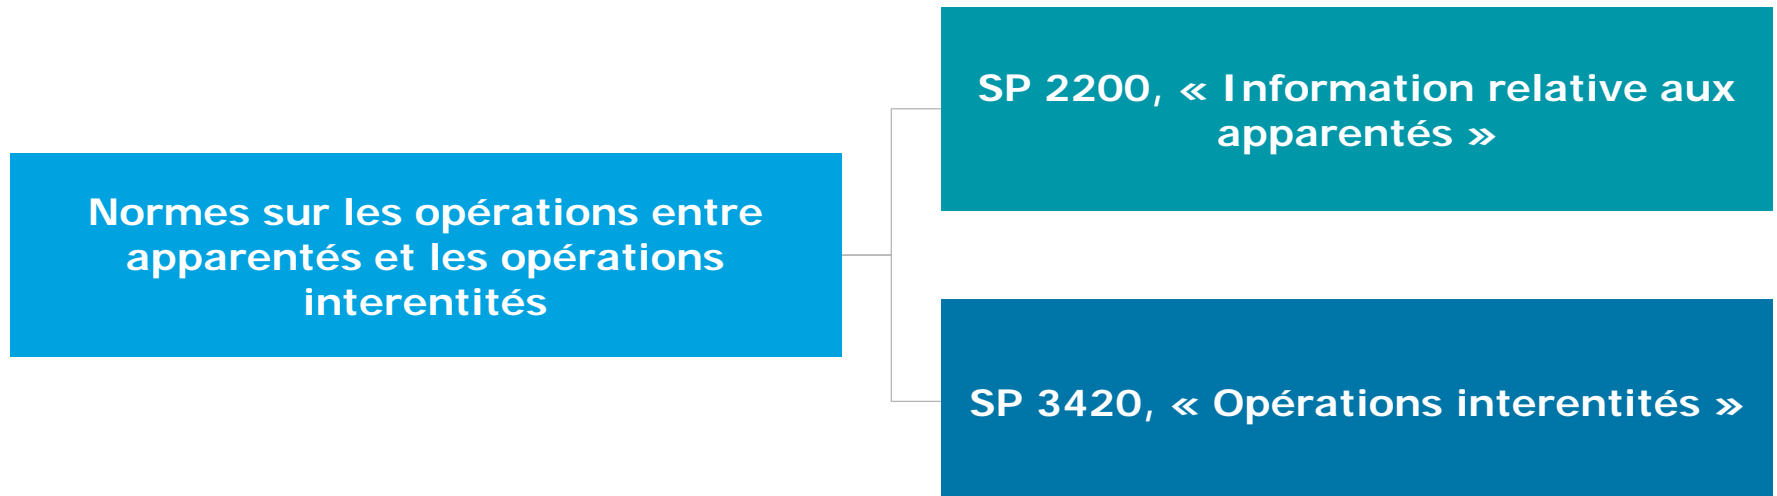 Normes sur les opérations entre
apparentés et les opérations
interentités
SP 2200, « Information relative aux
apparentés »
SP 3420, « Opérations interentités »